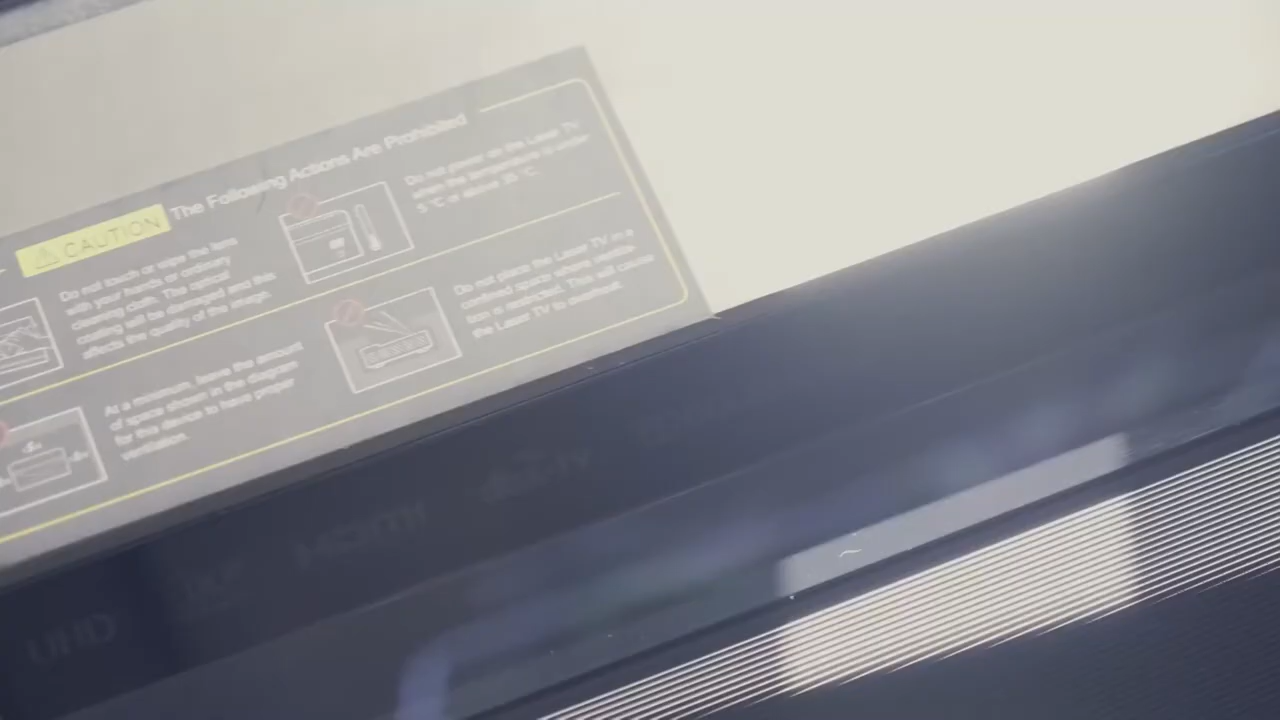 CAUTION The Following Actions Are Prohibited
Do not touch or wipe the lens
with your hands or ordinary
cleaning cloth. The optical
coating will be damaged and this
affects the quality of the image.
Do not power on the Laser TV
when the temperature is under
5 °C or above 35 °C.
At a minimum, leave the amount
of space shown in the diagram
for this device to have proper
ventilation.
Do not place the Laser TV in a
confined space where ventila-
tion is restricted. This will cause
the Laser TV to overheat.
UHD
HDMI